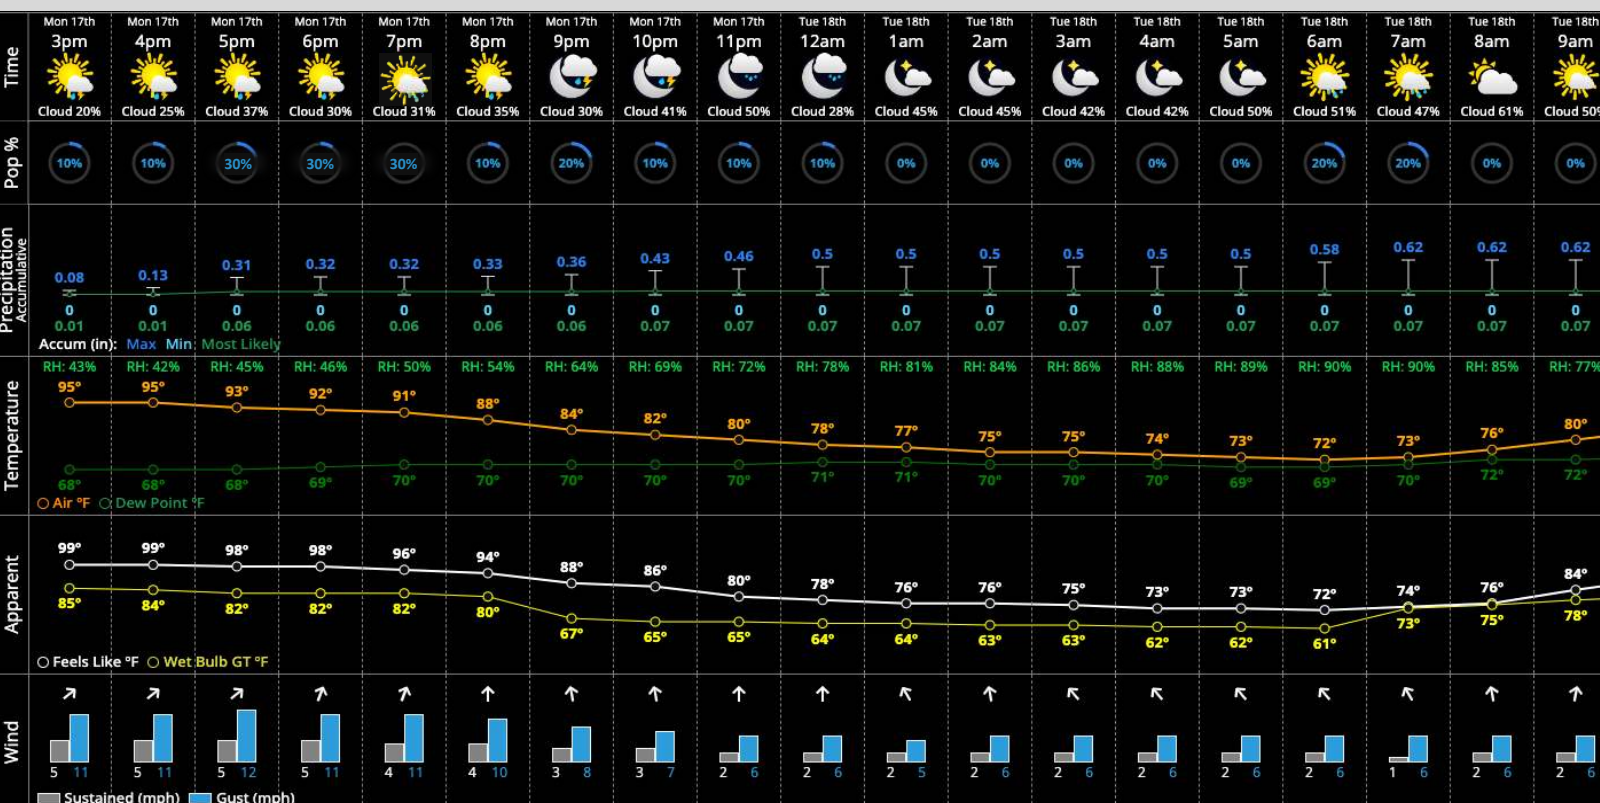 Mon 17th Mon 17th Mon 17th Mon 17th Mon 17th Mon 17th Mon 17th Mon 17th Mon 17th Tue 18th Tue 18th Tue 18th Tue 18th Tue 18th Tue 18th Tue 18th Tue 18th Tue 18th Tue 18th
Time 3pm 4pm 5pm 6pm 7pm 8pm 9pm 10pm 11pm 12am 1am 2am 3am 4am 5am 6am 7am 8am 9am
Cloud 20% Cloud 25% Cloud 37% Cloud 30% Cloud 31% Cloud 35% Cloud 30% Cloud 41% Cloud 50% Cloud 28% Cloud 45% Cloud 45% Cloud 42% Cloud 42% Cloud 50% Cloud 51% Cloud 47% Cloud 61% Cloud 50%
Pop % 10% 10% 30% 30% 30% 10% 20% 10% 10% 10% 0% 0% 0% 0% 0% 20% 20% 0% 0%
Precipitation
Accumulative
0.08 0.13 0.31 0.32 0.32 0.33 0.36 0.43 0.46 0.5 0.5 0.5 0.5 0.5 0.5 0.58 0.62 0.62 0.62
0 0 0 0 0 0 0 0 0 0 0 0 0 0 0 0 0 0 0
0.01 0.01 0.06 0.06 0.06 0.06 0.06 0.07 0.07 0.07 0.07 0.07 0.07 0.07 0.07 0.07 0.07 0.07 0.07
Accum (in): Max Min Most Likely
Temperature
RH: 43% RH: 42% RH: 45% RH: 46% RH: 50% RH: 54% RH: 64% RH: 69% RH: 72% RH: 78% RH: 81% RH: 84% RH: 86% RH: 88% RH: 89% RH: 90% RH: 90% RH: 85% RH: 77%
95° 95° 93° 92° 91° 88° 84° 82° 80° 78° 77° 75° 75° 74° 73° 72° 73° 76° 80°
68° 68° 68° 69° 70° 70° 70° 70° 70° 71° 71° 70° 70° 70° 69° 69° 70° 72° 72°
Air °F Dew Point °F
Apparent
99° 99° 98° 98° 96° 94° 88° 86° 80° 78° 76° 76° 75° 73° 73° 72° 74° 76° 84°
85° 84° 82° 82° 82° 80° 67° 65° 65° 64° 64° 63° 63° 62° 62° 61° 73° 75° 78°
Feels Like °F Wet Bulb GT °F
Wind
5 11 5 11 5 12 5 11 4 11 4 10 3 8 3 7 2 6 2 6 2 5 2 6 2 6 2 6 2 6 2 6 1 6 2 6 2 6
Sustained (mph) Gust (mph)